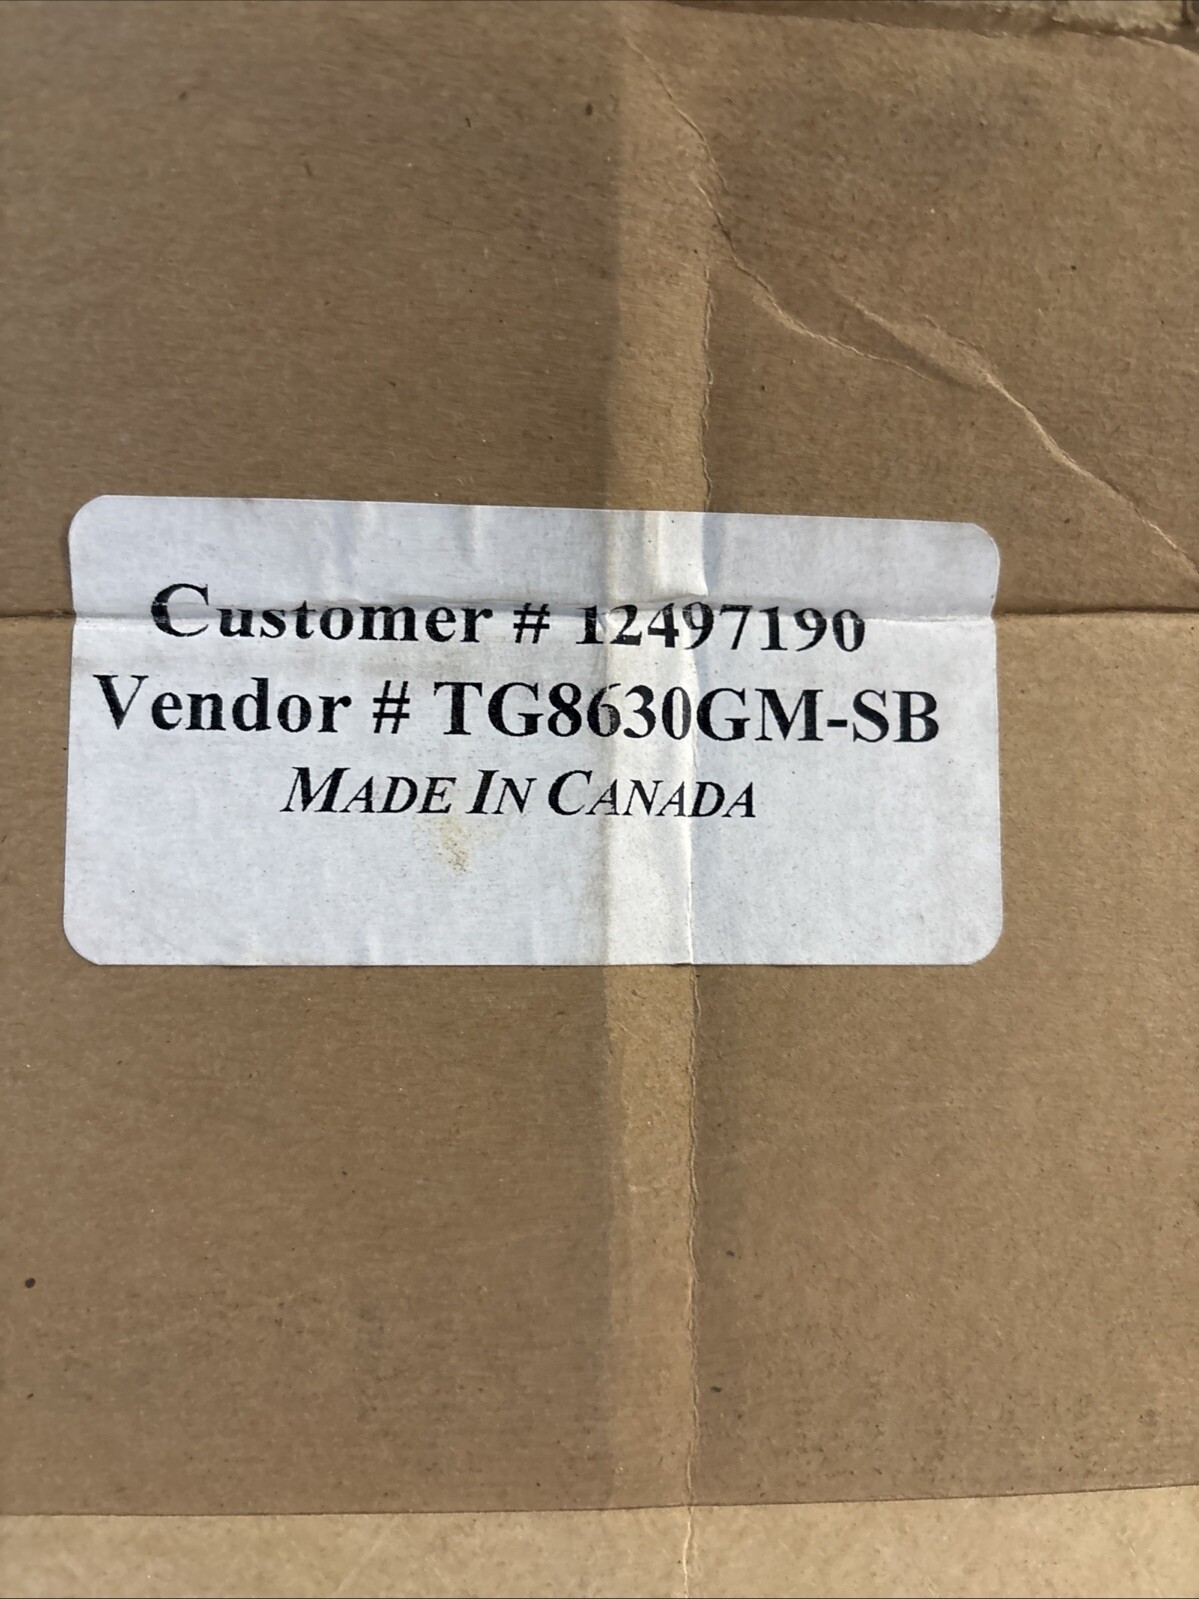 Customer # 12497190
Vendor # TG8630GM-SB
MADE IN CANADA